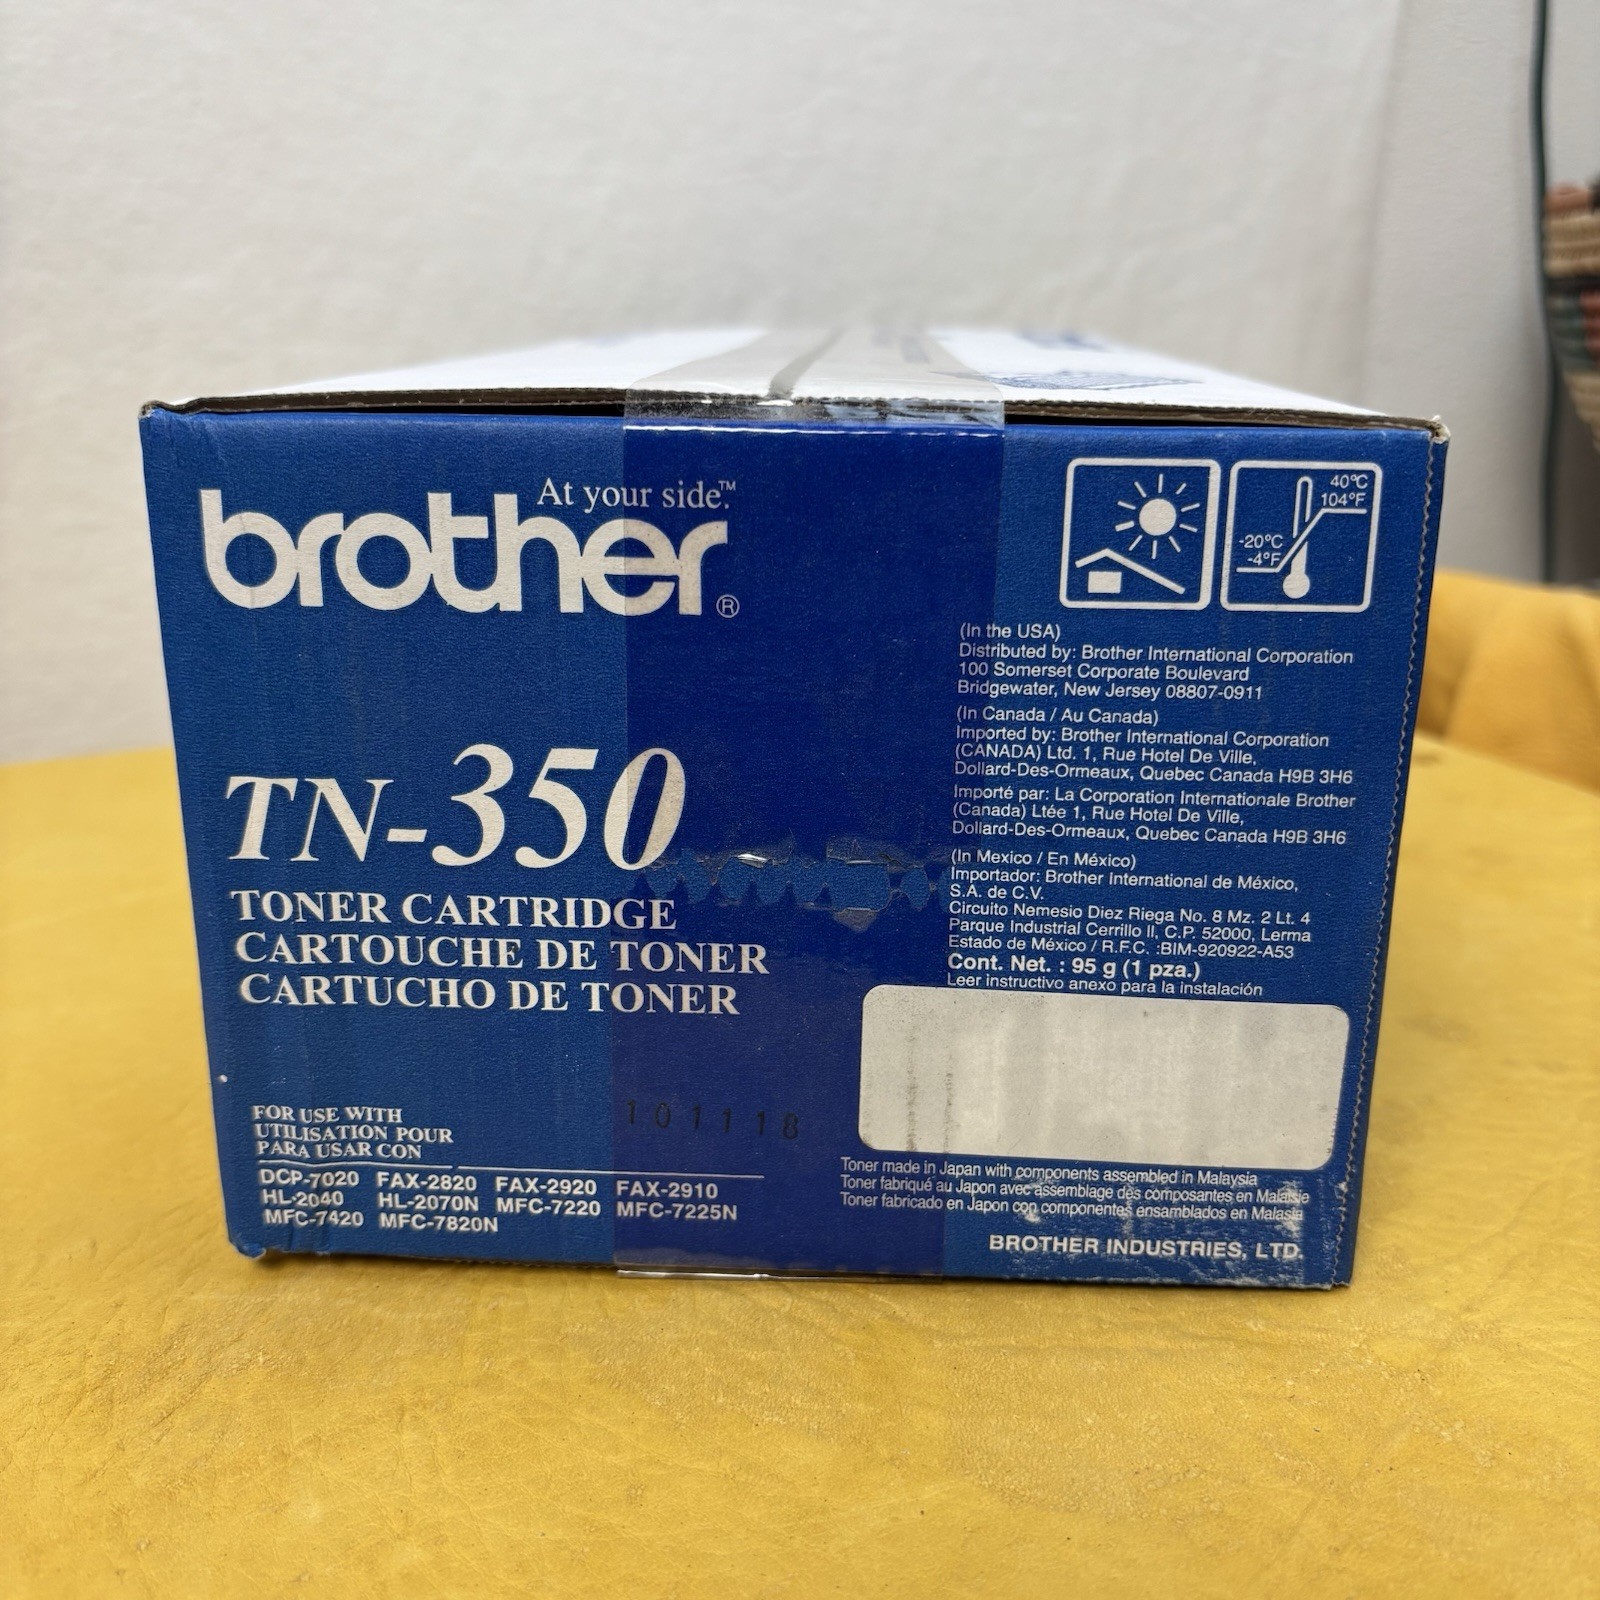 At your side.™
brother®
TN-350
TONER CARTRIDGE
CARTOUCHE DE TONER
CARTUCHO DE TONER
FOR USE WITH
UTILISATION POUR
PARA USAR CON
DCP-7020 FAX-2820 FAX-2920 FAX-2910
HL-2040 HL-2070N MFC-7220 MFC-7225N
MFC-7420 MFC-7820N
101118
40°C
104°F
-20°C
-4°F
(In the USA)
Distributed by: Brother International Corporation
100 Somerset Corporate Boulevard
Bridgewater, New Jersey 08807-0911
(In Canada / Au Canada)
Imported by: Brother International Corporation
(CANADA) Ltd. 1, Rue Hotel De Ville,
Dollard-Des-Ormeaux, Quebec Canada H9B 3H6
Importé par: La Corporation Internationale Brother
(Canada) Ltée 1, Rue Hotel De Ville,
Dollard-Des-Ormeaux, Quebec Canada H9B 3H6
(In Mexico / En México)
Importador: Brother International de México,
S.A. de C.V.
Circuito Nemesio Diez Riega No. 8 Mz. 2 Lt. 4
Parque Industrial Cerrillo II, C.P. 52000, Lerma
Estado de México / R.F.C. :BIM-920922-A53
Cont. Net. : 95 g (1 pza.)
Leer instructivo anexo para la instalación
Toner made in Japan with components assembled in Malaysia
Toner fabriqué au Japon avec assemblage des composantes en Malaisie
Toner fabricado en Japon con componentes ensamblados en Malasia
BROTHER INDUSTRIES, LTD.